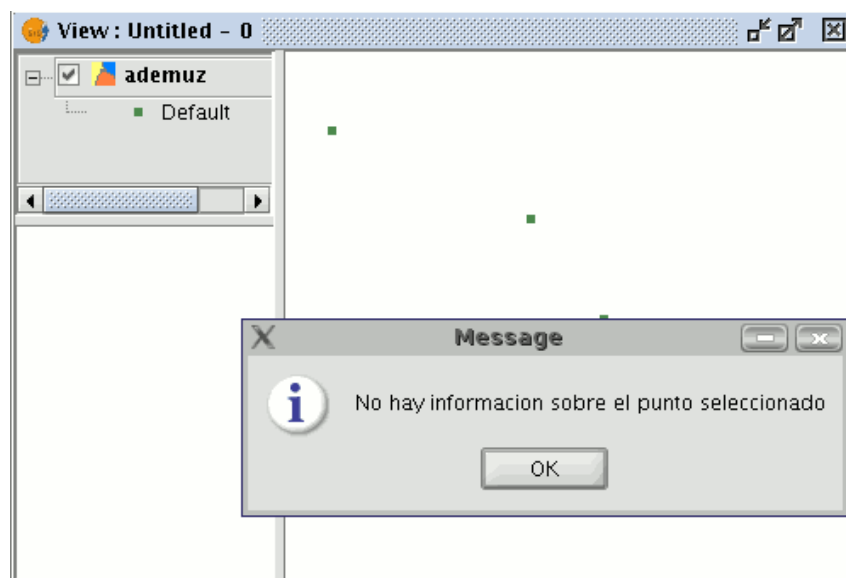 View : Untitled - 0
ademuz
Default
Message
No hay informacion sobre el punto seleccionado
OK